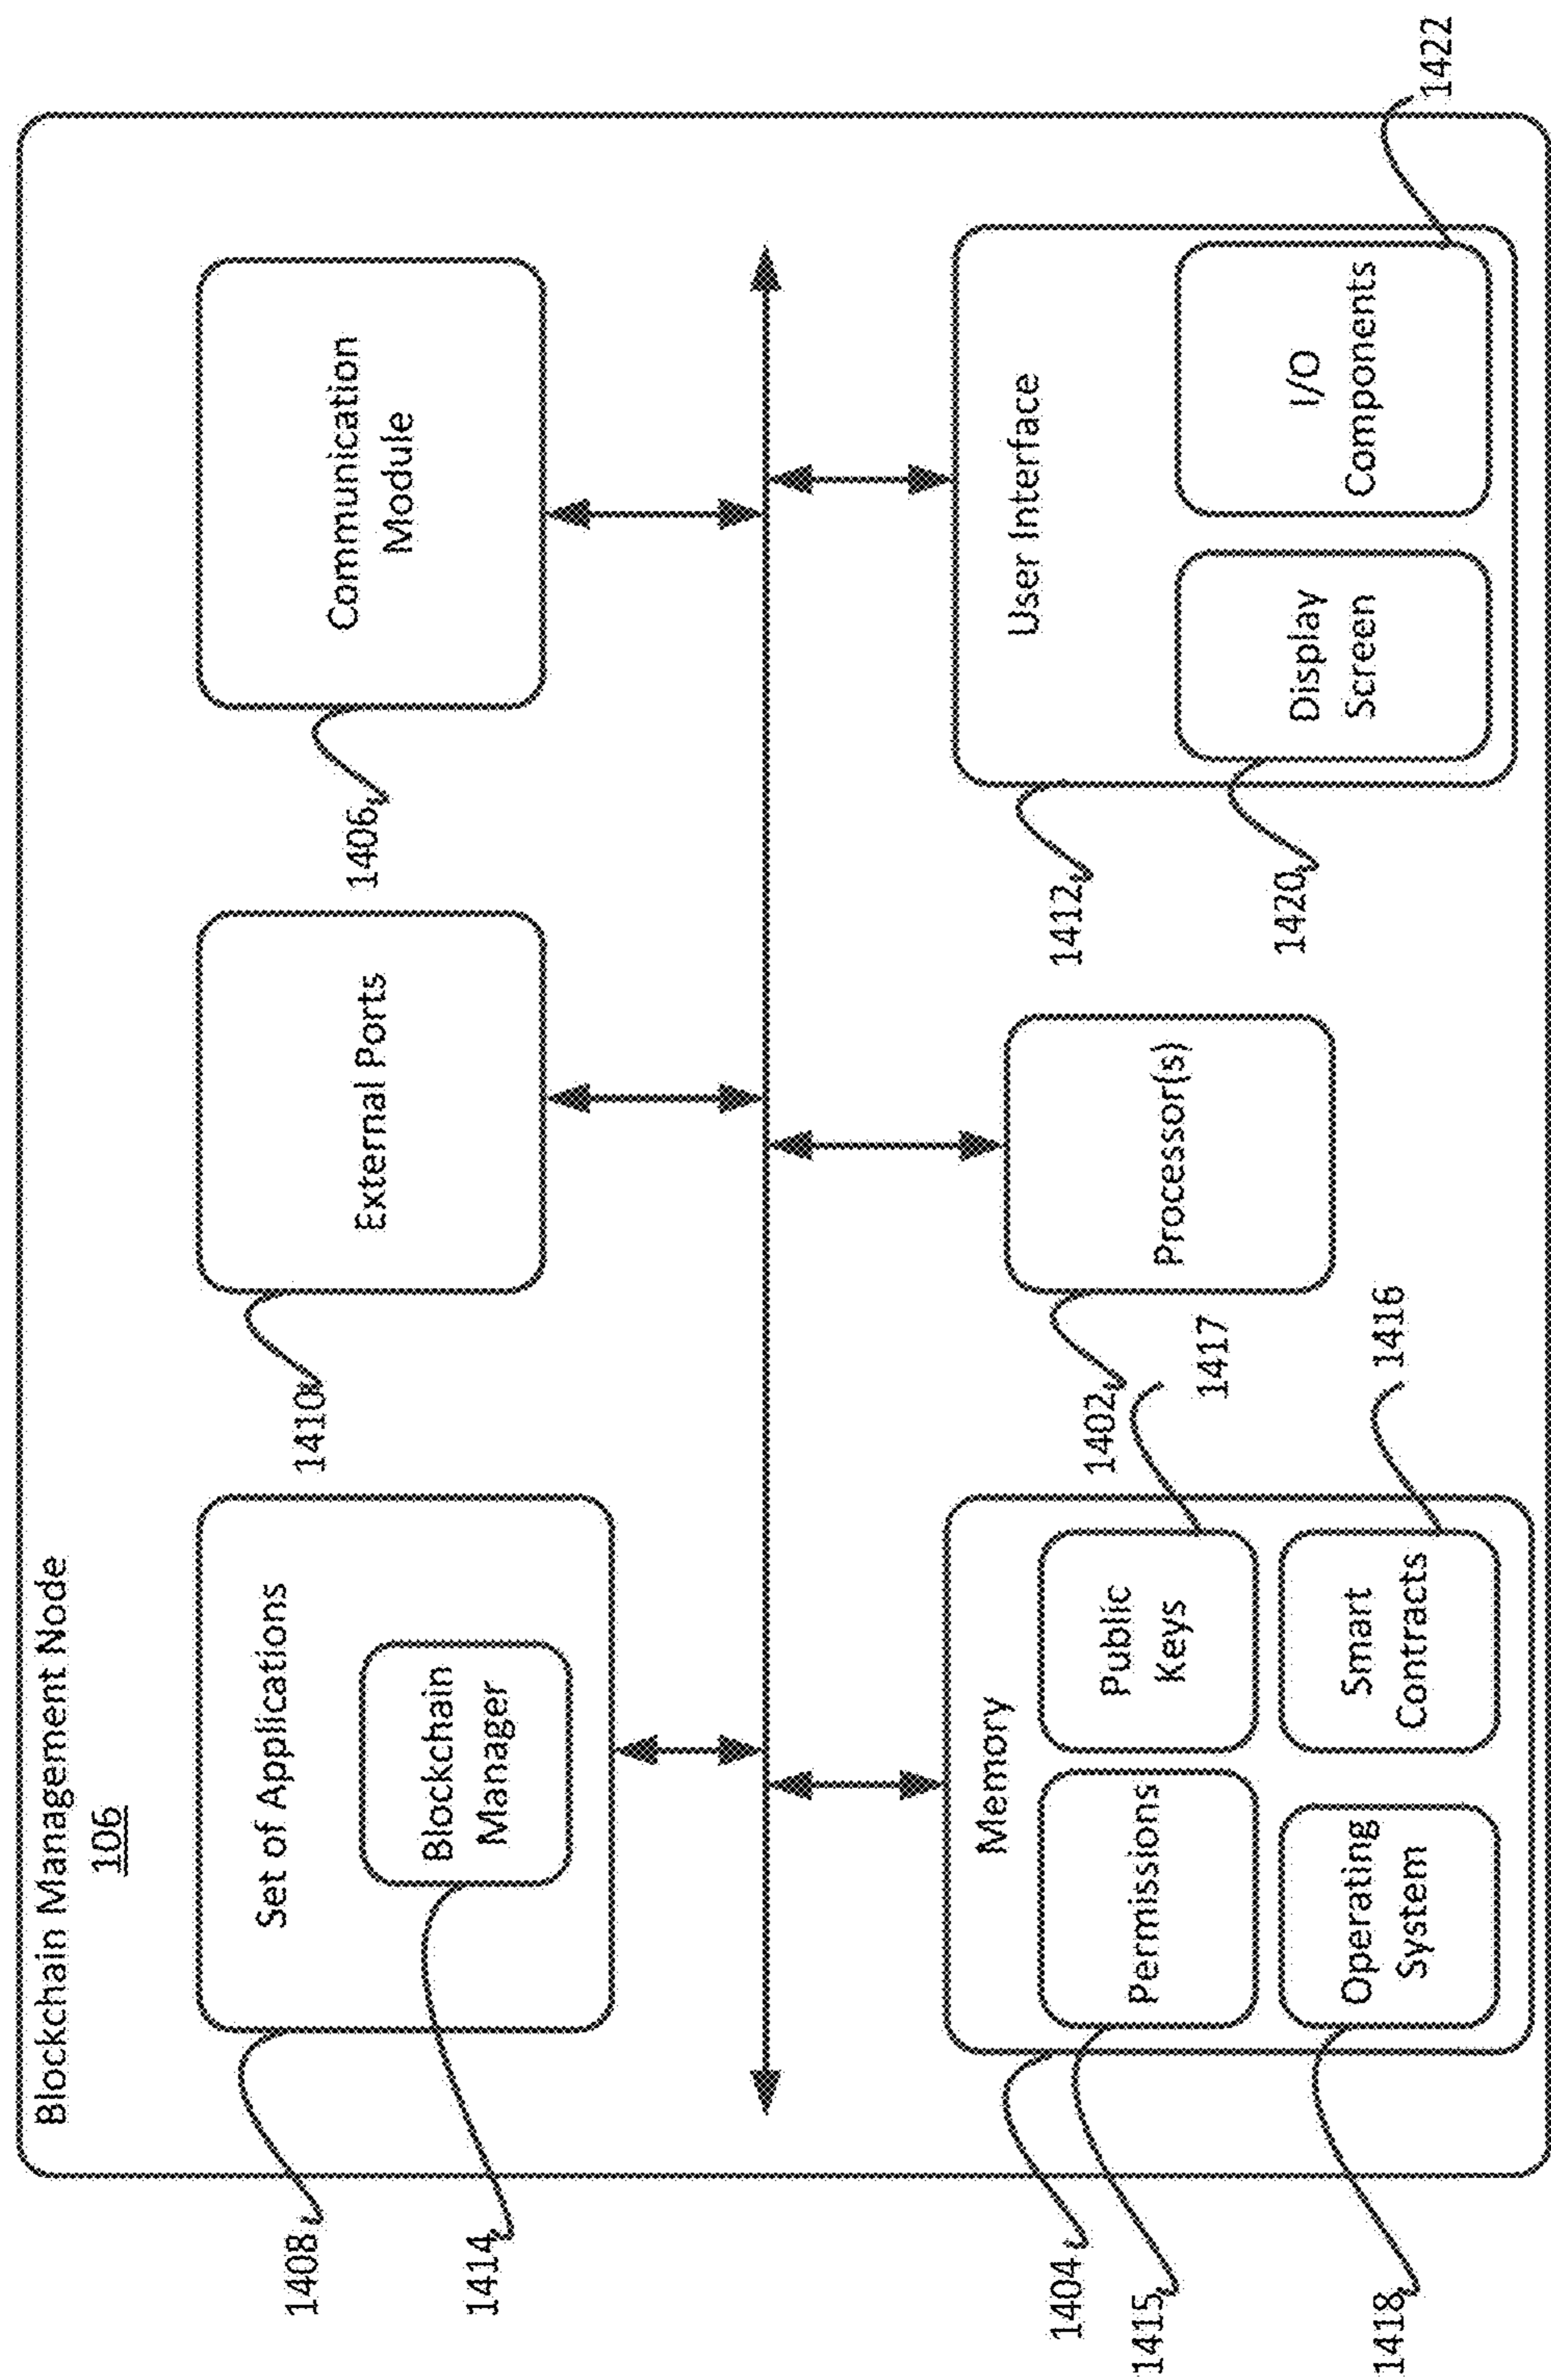 Blockchain Management Node
106
Set of Applications
Blockchain
Manager
1408
1414
External Ports
1410
Communication
Module
1406
Memory
Permissions
Public
Keys
Operating
System
Smart
Contracts
1404
1415
1418
1417
1416
Processor(s)
1402
User Interface
Display
Screen
I/O
Components
1412
1420
1422